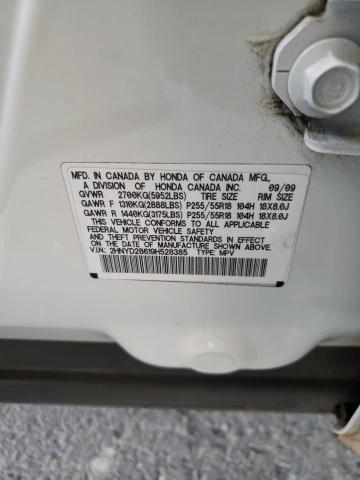 MFD. IN CANADA BY HONDA OF CANADA MFG.,
A DIVISION OF HONDA CANADA INC. 09/09
GVWR 2700KG(5952LBS) TIRE SIZE RIM SIZE
GAWR F 1310KG(2888LBS) P255/55R18 104H 18X8.0J
GAWR R 1440KG(3175LBS) P255/55R18 104H 18X8.0J
THIS VEHICLE CONFORMS TO ALL APPLICABLE
FEDERAL MOTOR VEHICLE SAFETY
AND THEFT PREVENTION STANDARDS IN EFFECT ON
THE DATE OF MANUFACTURE SHOWN ABOVE.
V.I.N: 2HNYD28619H528385 TYPE: MPV